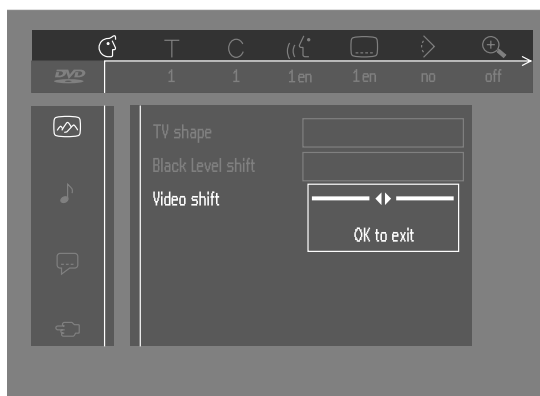 T C
DVD 1 1 1 en 1 en no off
TV shape
Black Level shift
Video shift
OK to exit